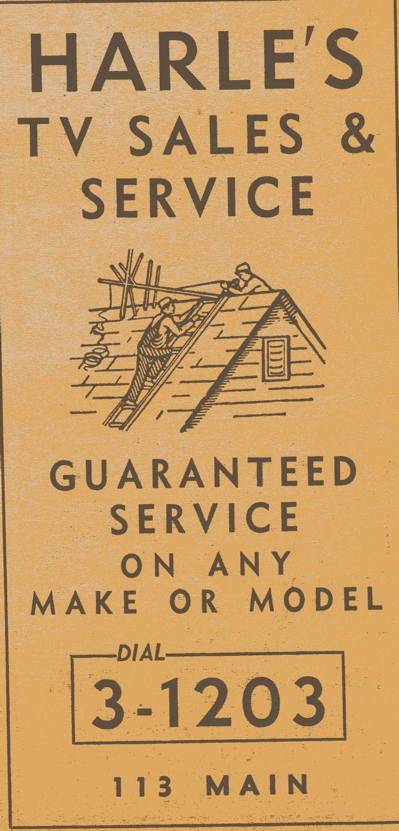 HARLE'S
TV SALES &
SERVICE
GUARANTEED
SERVICE
ON ANY
MAKE OR MODEL
DIAL
3-1203
113 MAIN